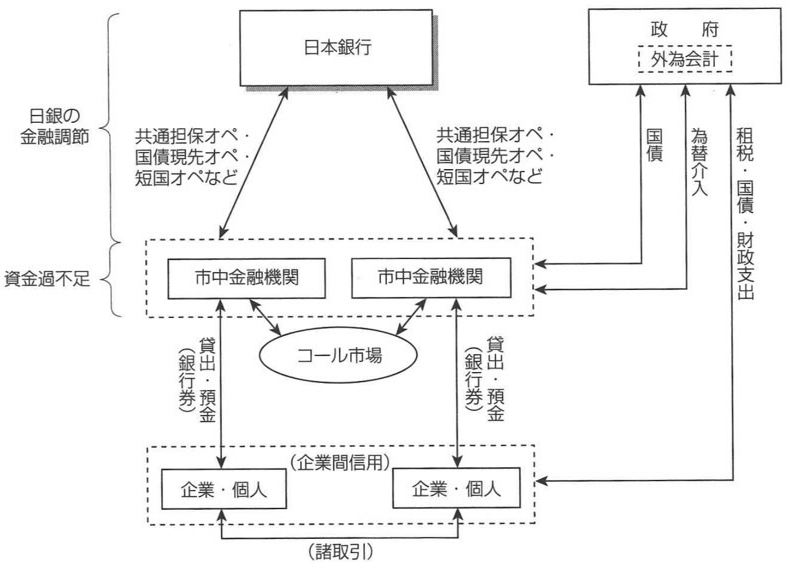 日本銀行
政　府
外為会計
日銀の
金融調節
共通担保オペ・
国債現先オペ・
短国オペなど
共通担保オペ・
国債現先オペ・
短国オペなど
国債
為替介入
租税・国債・財政支出
資金過不足
市中金融機関
市中金融機関
コール市場
貸出・預金
（銀行券）
貸出・預金
（銀行券）
（企業間信用）
企業・個人
企業・個人
（諸取引）